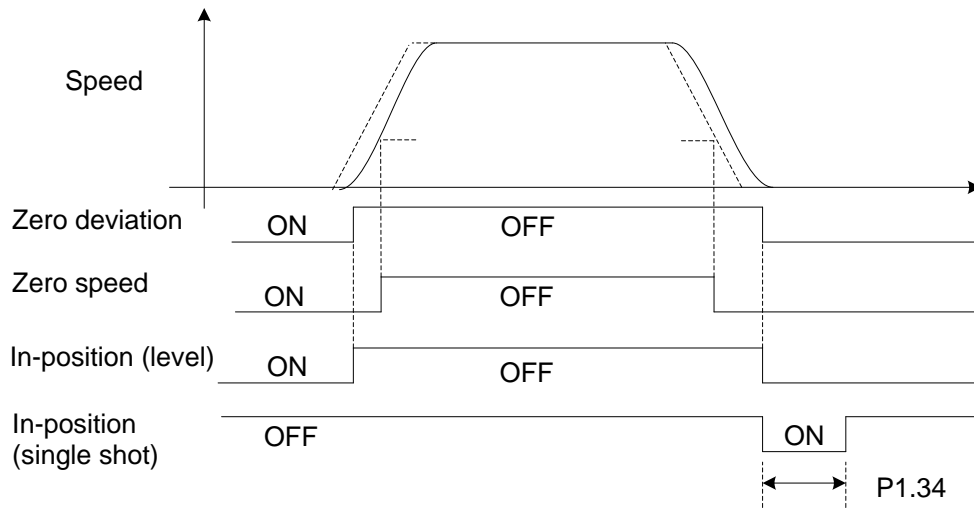 Speed
Zero deviation
ON
OFF
Zero speed
ON
OFF
In-position (level)
ON
OFF
In-position
(single shot)
OFF
ON
P1.34